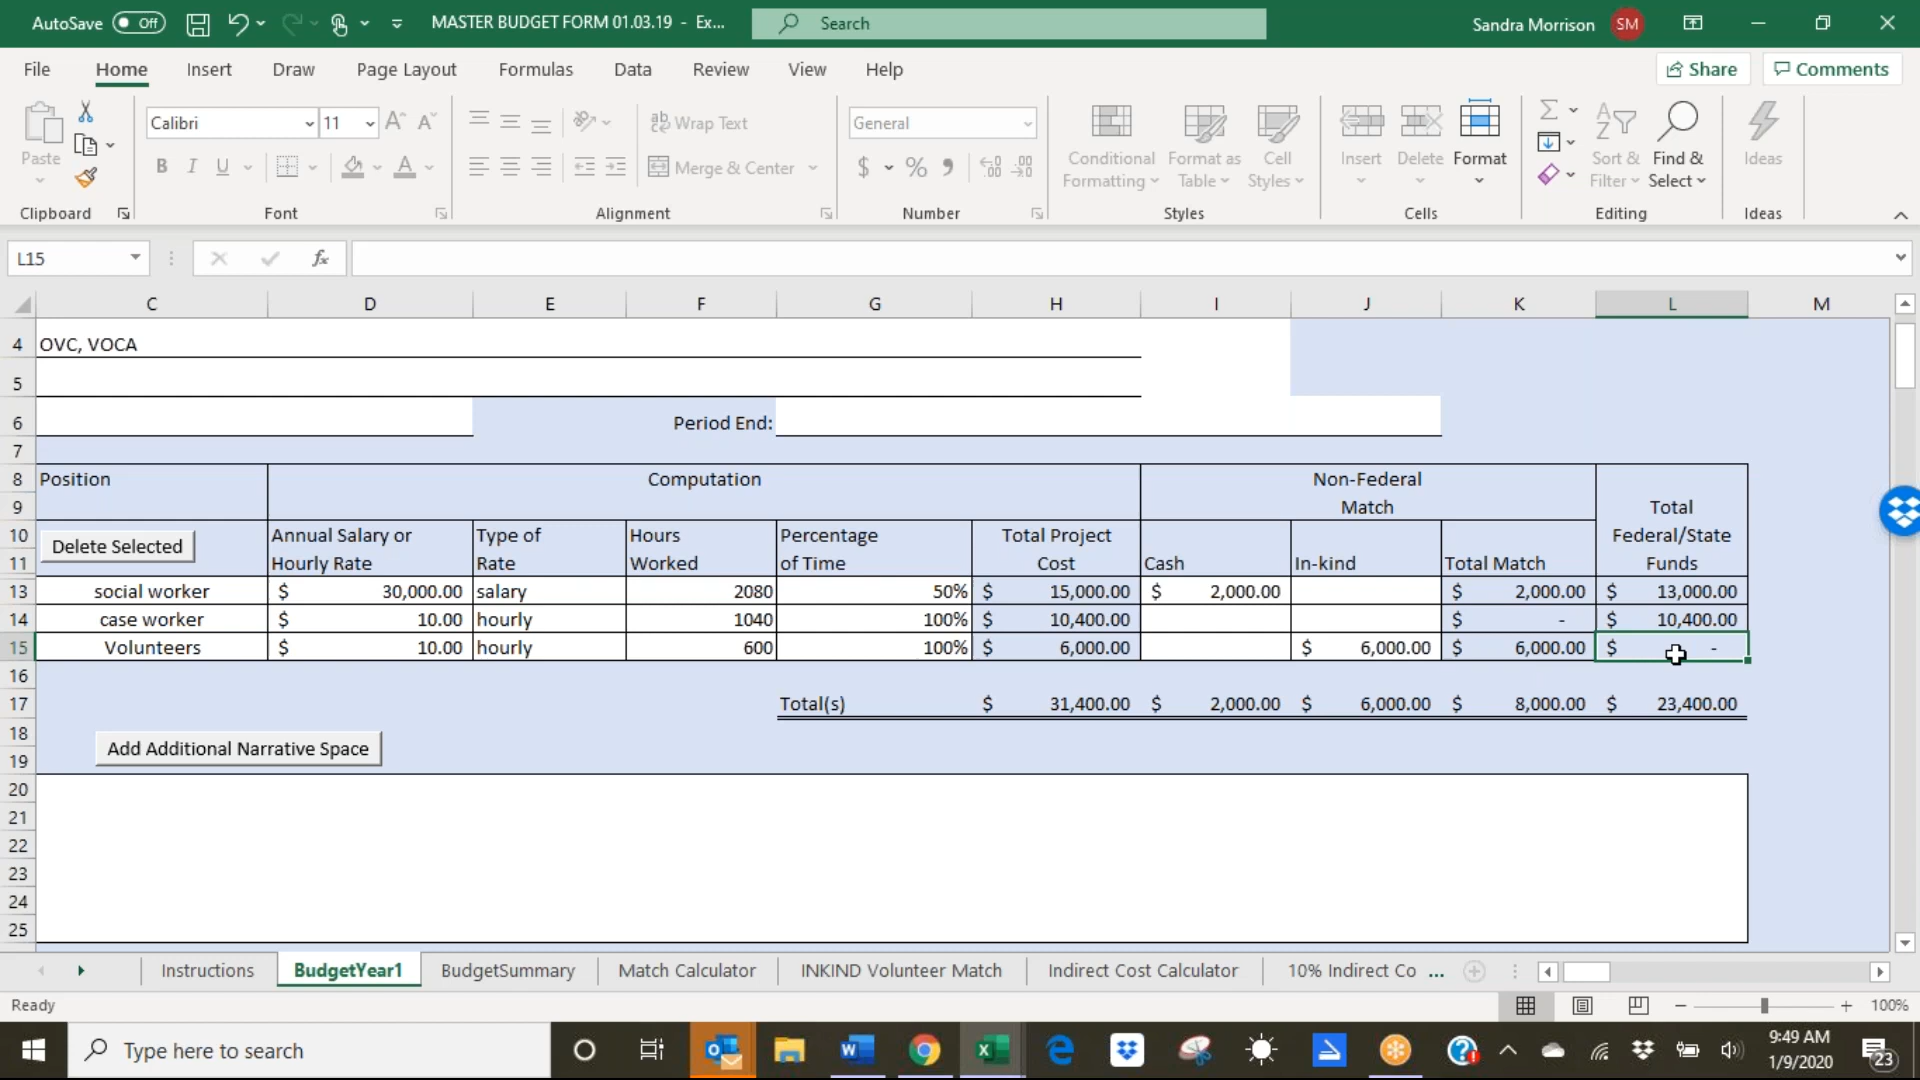 AutoSave Off MASTER BUDGET FORM 01.03.19 - Ex... Search Sandra Morrison SM
File Home Insert Draw Page Layout Formulas Data Review View Help Share Comments
Calibri 11 A A ab Wrap Text General
Paste B I U A Merge & Center $ % 9 Conditional Formatting Format as Table Cell Styles Insert Delete Format Sort & Filter Find & Select Ideas
Clipboard Font Alignment Number Styles Cells Editing Ideas
L15 fx
C D E F G H I J K L M
4 OVC, VOCA
5
6 Period End:
7
8 Position Computation Non-Federal
9 Match Total
10 Delete Selected Annual Salary or Type of Hours Percentage Total Project Federal/State
11 Hourly Rate Rate Worked of Time Cost Cash In-kind Total Match Funds
13 social worker $ 30,000.00 salary 2080 50% $ 15,000.00 $ 2,000.00 $ 2,000.00 $ 13,000.00
14 case worker $ 10.00 hourly 1040 100% $ 10,400.00 $ - $ 10,400.00
15 Volunteers $ 10.00 hourly 600 100% $ 6,000.00 $ 6,000.00 $ 6,000.00 $ -
16
17 Total(s) $ 31,400.00 $ 2,000.00 $ 6,000.00 $ 8,000.00 $ 23,400.00
18 Add Additional Narrative Space
19
20
21
22
23
24
25
Instructions BudgetYear1 BudgetSummary Match Calculator INKIND Volunteer Match Indirect Cost Calculator 10% Indirect Co ...
Ready 100%
Type here to search 9:49 AM
1/9/2020 23